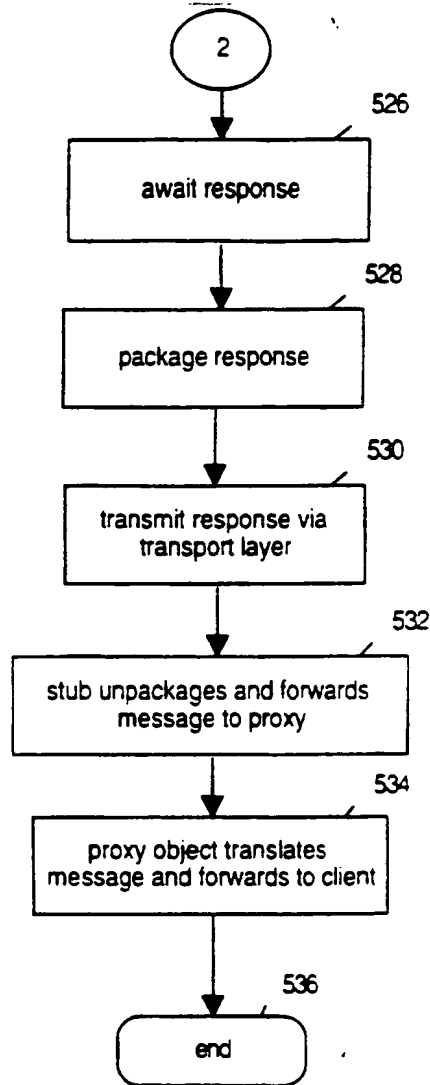 2
526
await response
528
package response
530
transmit response via
transport layer
532
stub unpackages and forwards
message to proxy
534
proxy object translates
message and forwards to client
536
end